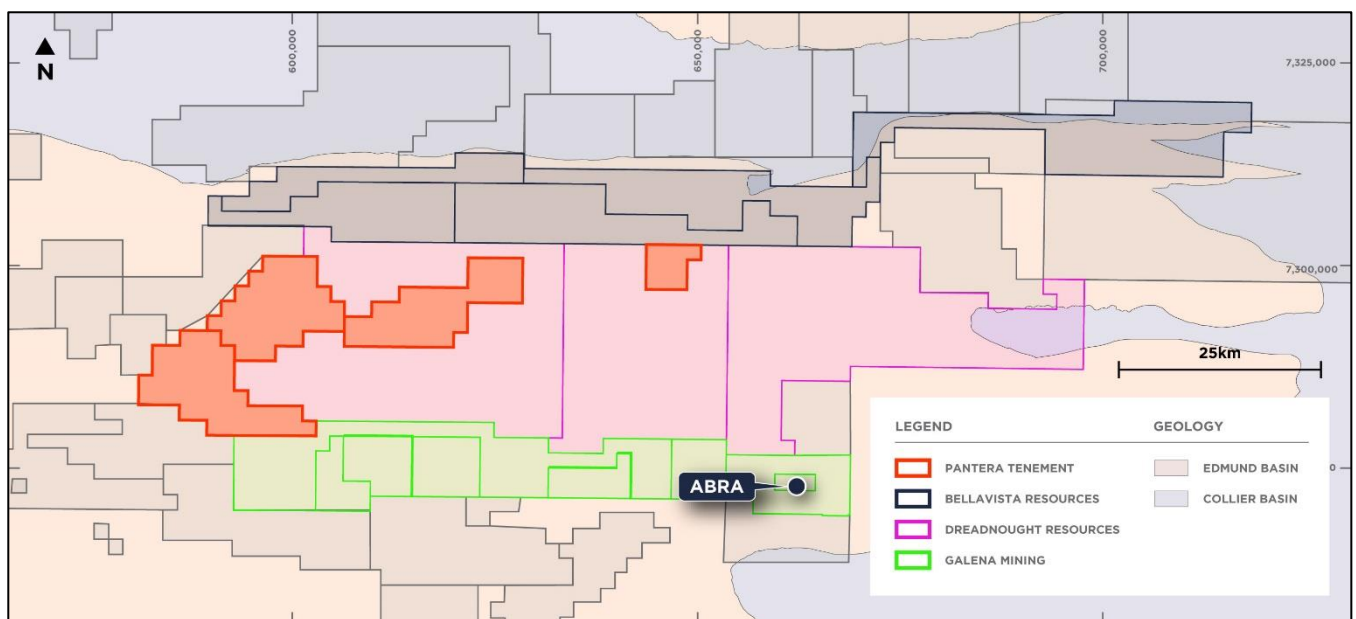 600,000
650,000
700,000
7,325,000
N
7,300,000
25km
LEGEND
GEOLOGY
PANTERA TENEMENT
EDMUND BASIN
BELLAVISTA RESOURCES
COLLIER BASIN
DREADNOUGHT RESOURCES
GALENA MINING
0
ABRA